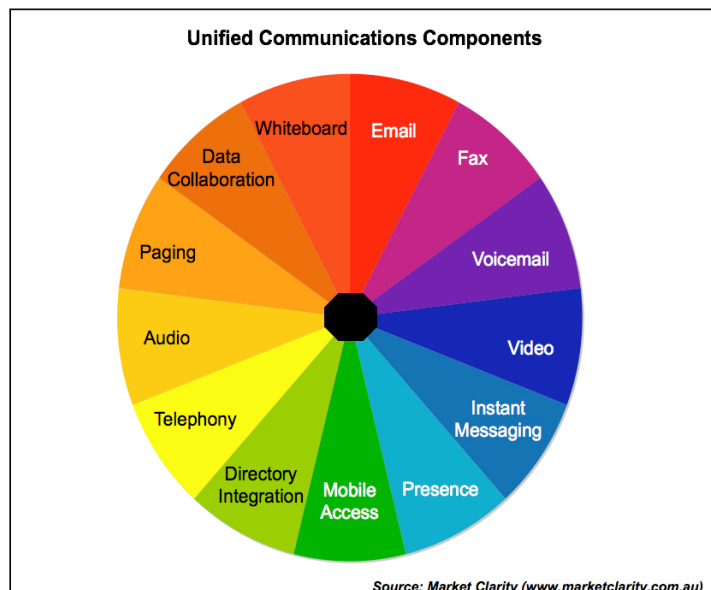 Unified Communications Components
Whiteboard
Email
Fax
Voicemail
Video
Instant
Messaging
Presence
Mobile
Access
Directory
Integration
Telephony
Audio
Paging
Data
Collaboration
Source: Market Clarity (www.marketclarity.com.au)